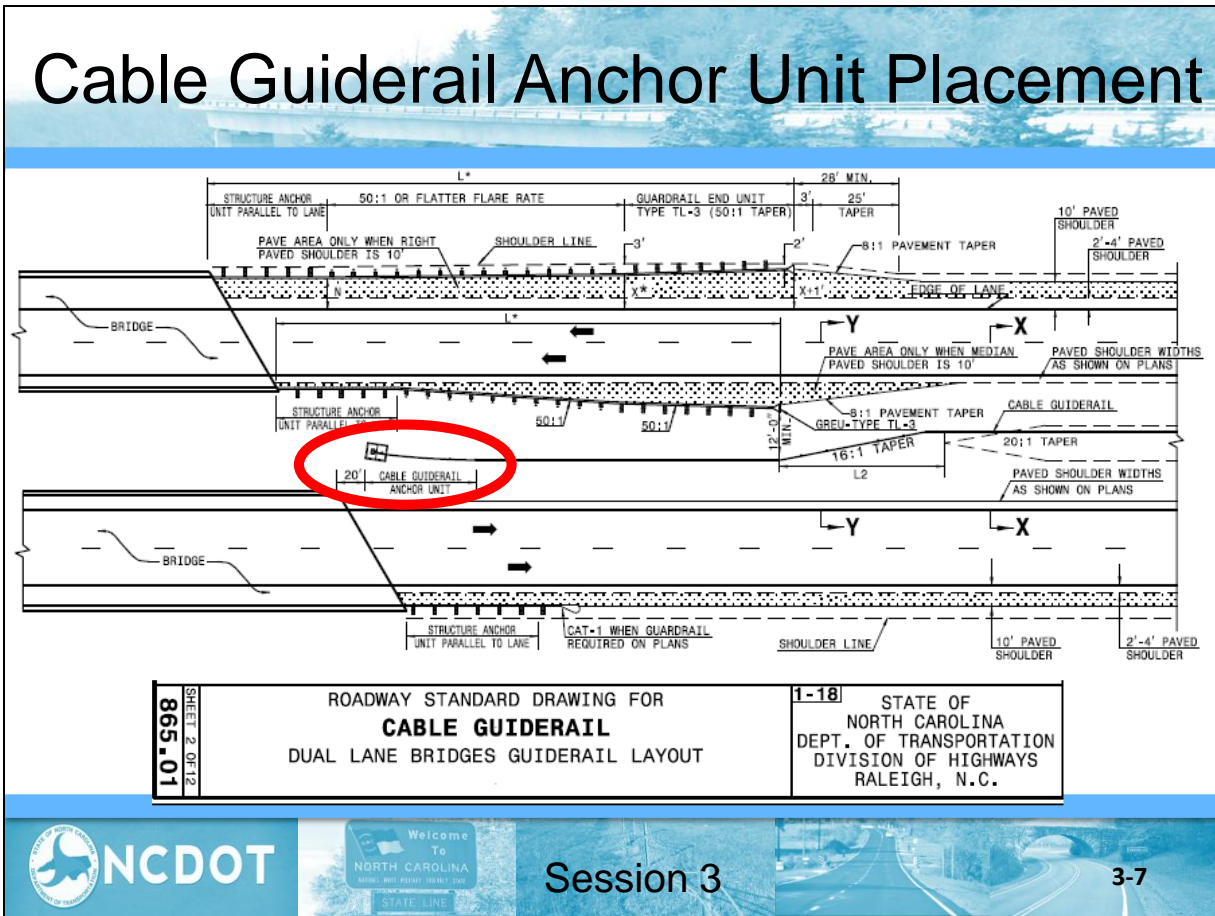 Cable Guiderail Anchor Unit Placement
L*
28' MIN.
STRUCTURE ANCHOR
UNIT PARALLEL TO LANE
50:1 OR FLATTER FLARE RATE
GUARDRAIL END UNIT
TYPE TL-3 (50:1 TAPER)
3'
25'
TAPER
10' PAVED
SHOULDER
PAVE AREA ONLY WHEN RIGHT
PAVED SHOULDER IS 10'
SHOULDER LINE
3'
2'
8:1 PAVEMENT TAPER
2'-4' PAVED
SHOULDER
N
X*
X+1'
EDGE OF LANE
BRIDGE
L*
Y
X
PAVE AREA ONLY WHEN MEDIAN
PAVED SHOULDER IS 10'
PAVED SHOULDER WIDTHS
AS SHOWN ON PLANS
STRUCTURE ANCHOR
UNIT PARALLEL TO
50:1
50:1
12'-0"
MIN.
8:1 PAVEMENT TAPER
GREU-TYPE TL-3
CABLE GUIDERAIL
16:1 TAPER
20:1 TAPER
L2
20'
CABLE GUIDERAIL
ANCHOR UNIT
PAVED SHOULDER WIDTHS
AS SHOWN ON PLANS
Y
X
BRIDGE
STRUCTURE ANCHOR
UNIT PARALLEL TO LANE
CAT-1 WHEN GUARDRAIL
REQUIRED ON PLANS
SHOULDER LINE
10' PAVED
SHOULDER
2'-4' PAVED
SHOULDER
SHEET 2 OF12
865.01
ROADWAY STANDARD DRAWING FOR
CABLE GUIDERAIL
DUAL LANE BRIDGES GUIDERAIL LAYOUT
1-18
STATE OF
NORTH CAROLINA
DEPT. OF TRANSPORTATION
DIVISION OF HIGHWAYS
RALEIGH, N.C.
NCDOT
Welcome
To
NORTH CAROLINA
STATE LINE
Session 3
3-7